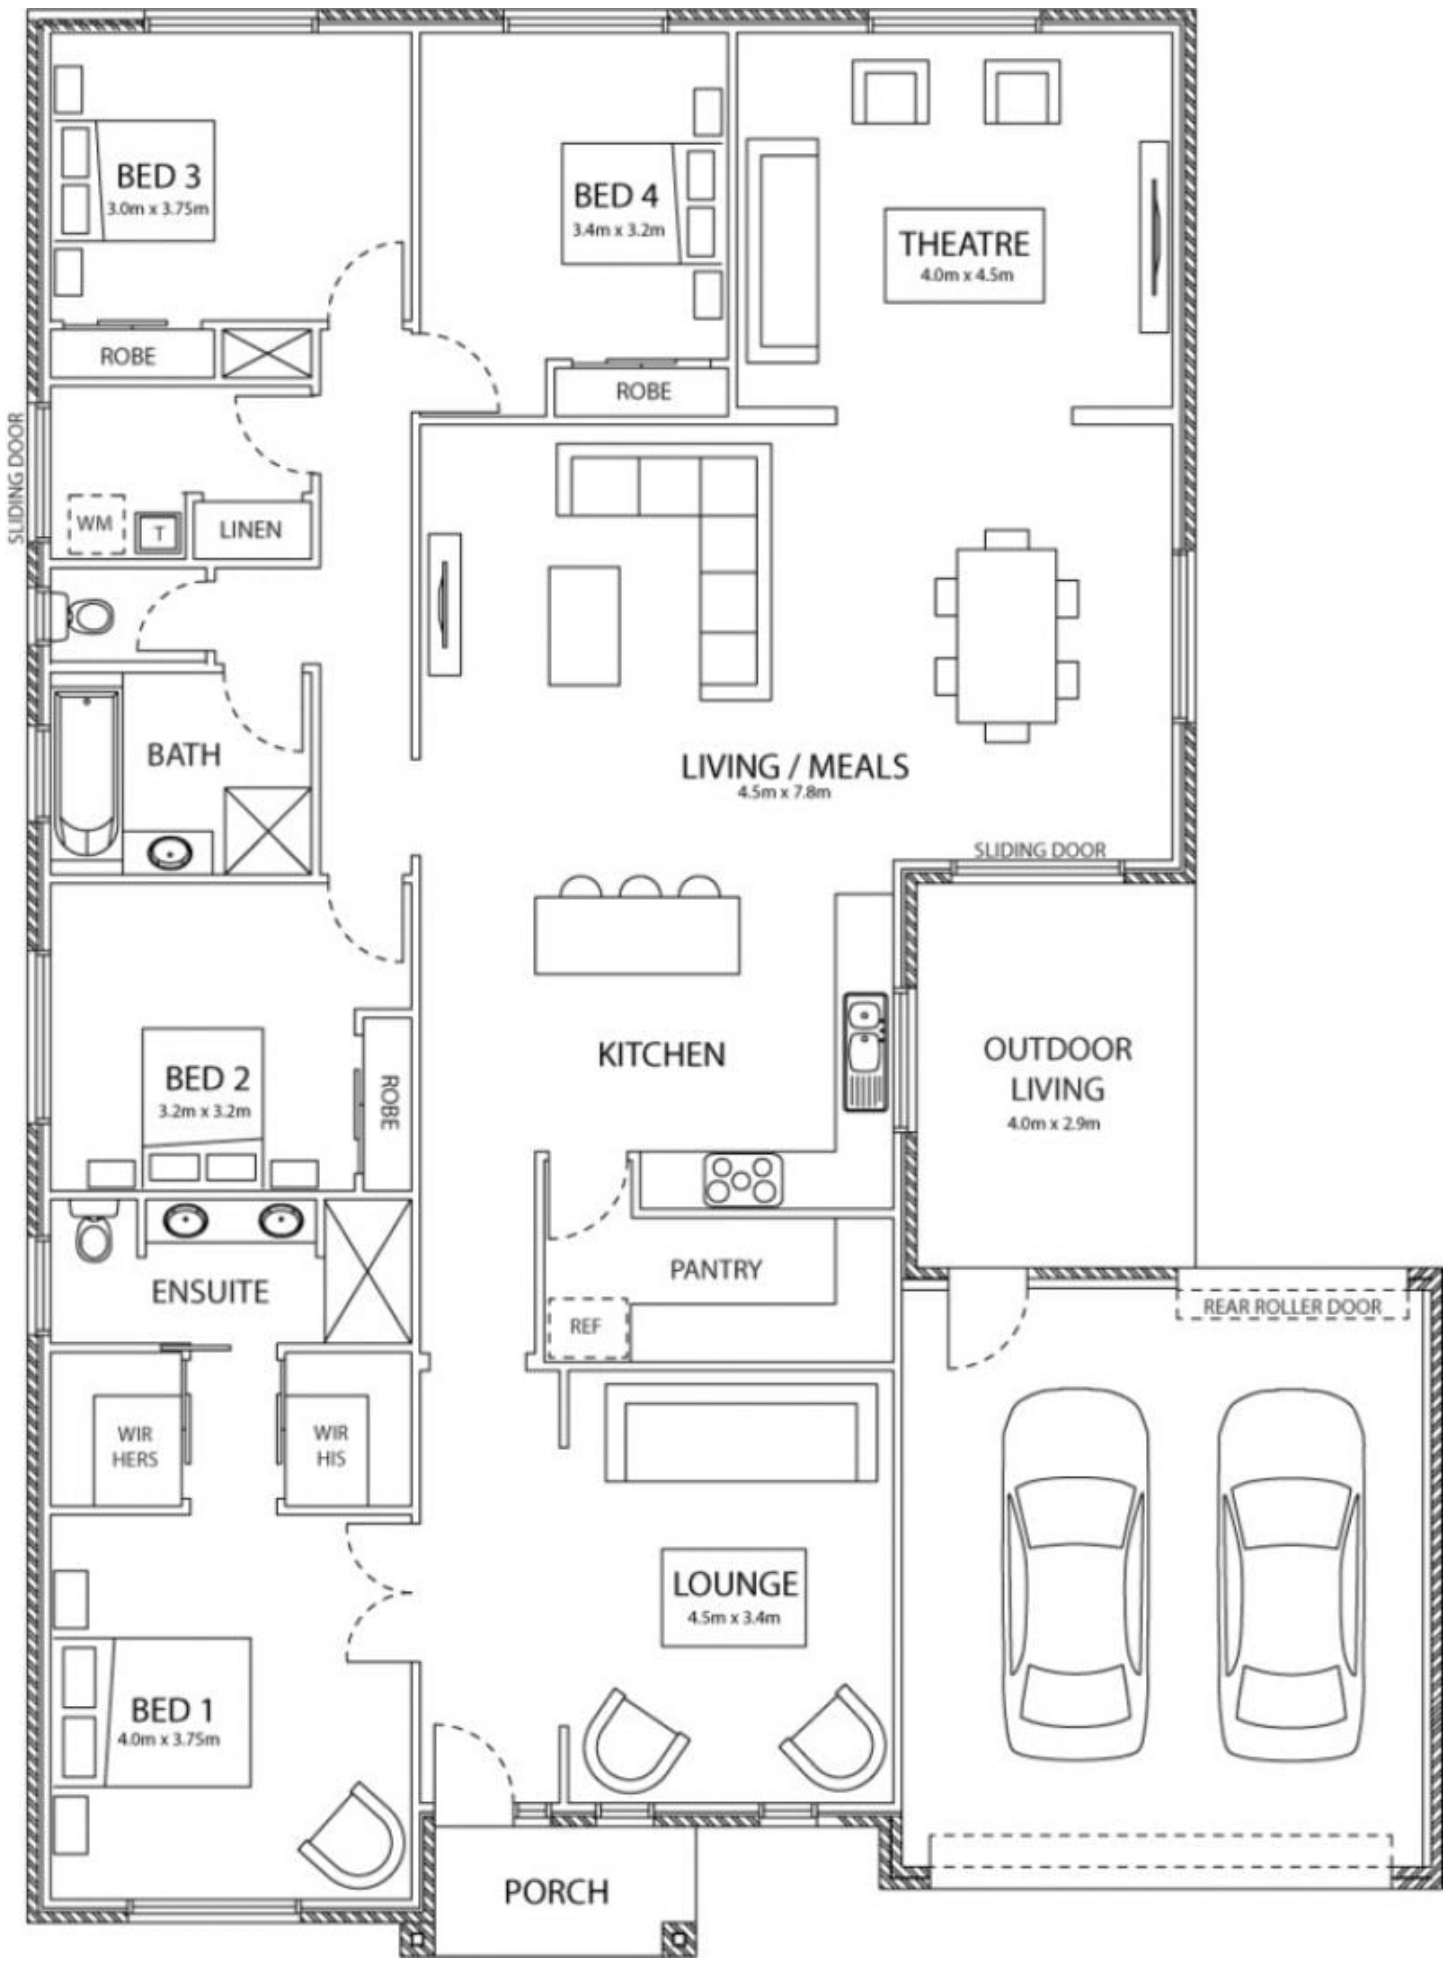 BED 3
3.0m x 3.75m
BED 4
3.4m x 3.2m
THEATRE
4.0m x 4.5m
ROBE
ROBE
SLIDING DOOR
WM
T
LINEN
BATH
LIVING / MEALS
4.5m x 7.8m
SLIDING DOOR
KITCHEN
OUTDOOR
LIVING
4.0m x 2.9m
BED 2
3.2m x 3.2m
ROBE
ENSUITE
PANTRY
REF
REAR ROLLER DOOR
WIR
HERS
WIR
HIS
LOUNGE
4.5m x 3.4m
BED 1
4.0m x 3.75m
PORCH